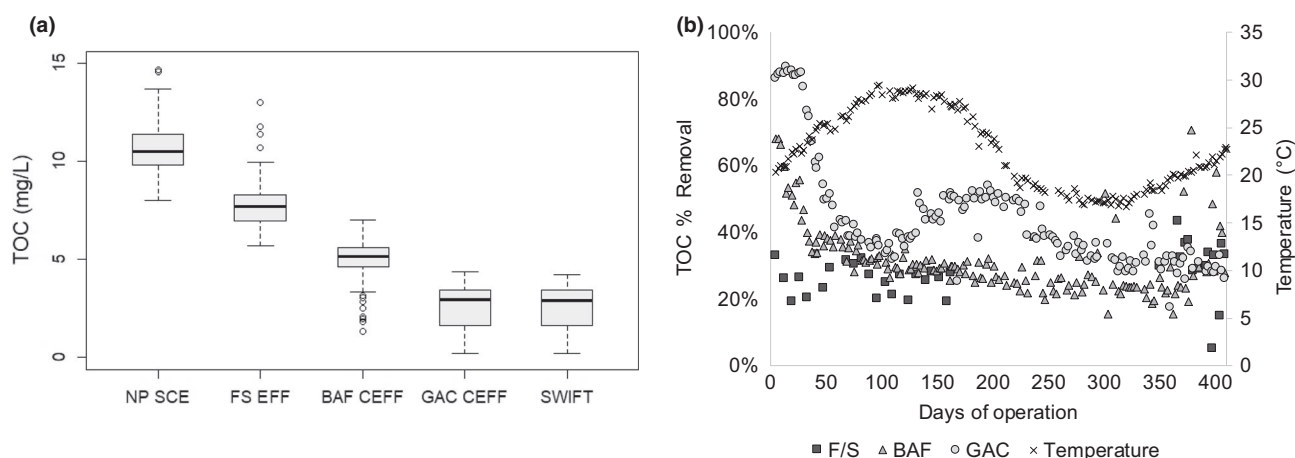 (a)
TOC (mg/L)
15
10
5
0
NP SCE FS EFF BAF CEFF GAC CEFF SWIFT
(b)
TOC % Removal
100%
80%
60%
40%
20%
0%
35
30
25
20
15
10
5
0
Temperature (°C)
0 50 100 150 200 250 300 350 400
Days of operation
F/S BAF GAC Temperature